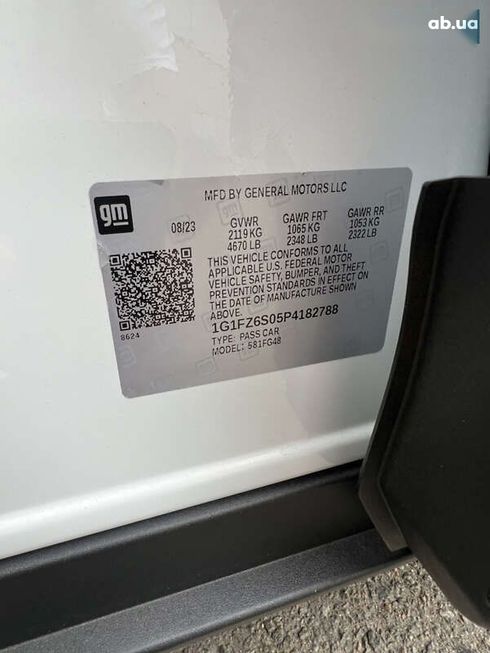 ab.ua
gm
MFD BY GENERAL MOTORS LLC
08/23
GVWR GAWR FRT GAWR RR
2119 KG 1065 KG 1053 KG
4670 LB 2348 LB 2322 LB
THIS VEHICLE CONFORMS TO ALL
APPLICABLE U.S. FEDERAL MOTOR
VEHICLE SAFETY, BUMPER, AND THEFT
PREVENTION STANDARDS IN EFFECT ON
THE DATE OF MANUFACTURE SHOWN
ABOVE.
1G1FZ6S05P4182788
TYPE: PASS CAR
MODEL: 581FG48
8624